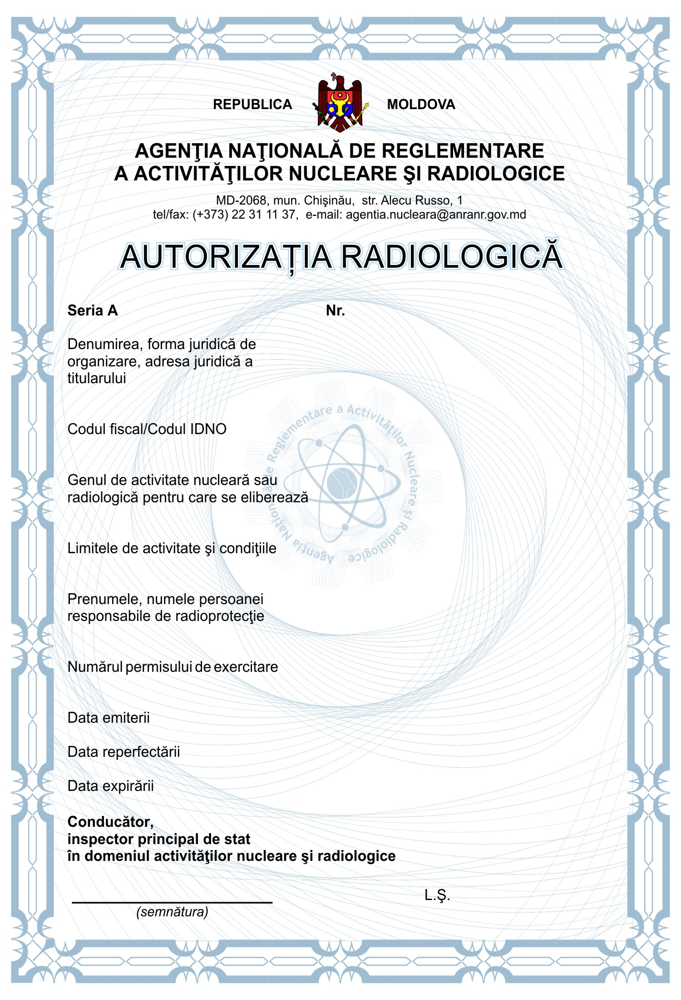 REPUBLICA MOLDOVA
AGENŢIA NAŢIONALĂ DE REGLEMENTARE
A ACTIVITĂŢILOR NUCLEARE ŞI RADIOLOGICE
MD-2068, mun. Chişinău, str. Alecu Russo, 1
tel/fax: (+373) 22 31 11 37, e-mail: agentia.nucleara@anranr.gov.md
AUTORIZAȚIA RADIOLOGICĂ
Seria A Nr.
Denumirea, forma juridică de
organizare, adresa juridică a
titularului
Codul fiscal/Codul IDNO
Genul de activitate nucleară sau
radiologică pentru care se eliberează
Limitele de activitate şi condiţiile
Prenumele, numele persoanei
responsabile de radioprotecţie
Numărul permisului de exercitare
Data emiterii
Data reperfectării
Data expirării
Conducător,
inspector principal de stat
în domeniul activităţilor nucleare şi radiologice
L.Ş.
(semnătura)
Agenția Națională de Reglementare a Activităților Nucleare și Radiologice